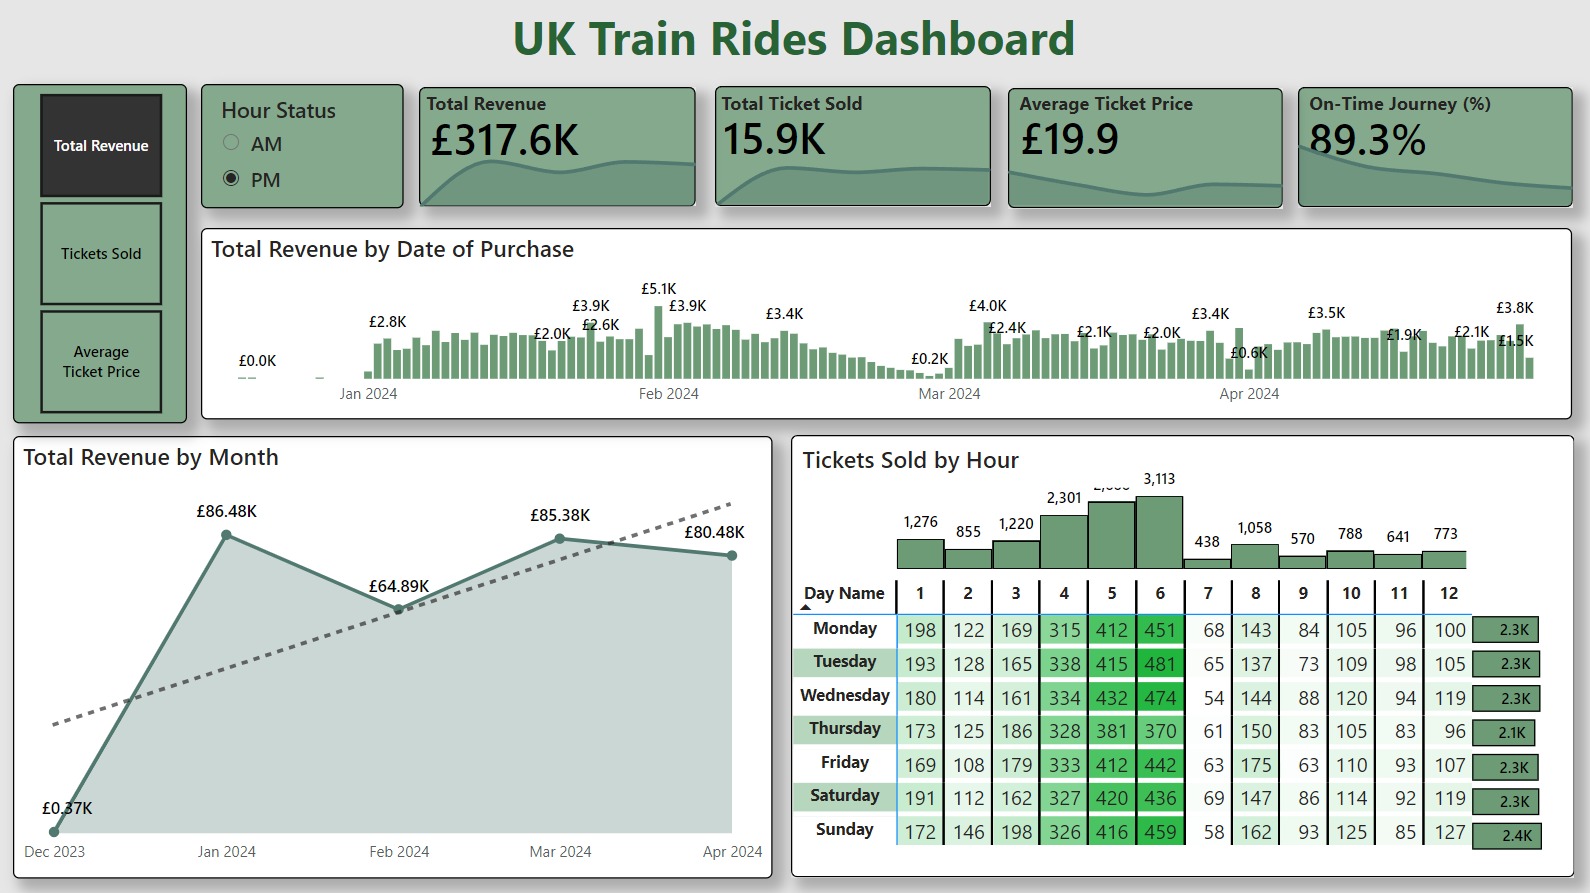 UK Train Rides Dashboard
Total Revenue
Tickets Sold
Average
Ticket Price
Hour Status
AM
PM
Total Revenue
£317.6K
Total Ticket Sold
15.9K
Average Ticket Price
£19.9
On-Time Journey (%)
89.3%
Total Revenue by Date of Purchase
£0.0K £2.8K £2.0K £3.9K £2.6K £5.1K £3.9K £3.4K £0.2K £4.0K £2.4K £2.1K £2.0K £3.4K £0.6K £3.5K £1.9K £2.1K £3.8K £1.5K
Jan 2024 Feb 2024 Mar 2024 Apr 2024
Total Revenue by Month
£0.37K £86.48K £64.89K £85.38K £80.48K
Dec 2023 Jan 2024 Feb 2024 Mar 2024 Apr 2024
Tickets Sold by Hour
1,276 855 1,220 2,301 3,113 438 1,058 570 788 641 773
Day Name 1 2 3 4 5 6 7 8 9 10 11 12
Monday 198 122 169 315 412 451 68 143 84 105 96 100 2.3K
Tuesday 193 128 165 338 415 481 65 137 73 109 98 105 2.3K
Wednesday 180 114 161 334 432 474 54 144 88 120 94 119 2.3K
Thursday 173 125 186 328 381 370 61 150 83 105 83 96 2.1K
Friday 169 108 179 333 412 442 63 175 63 110 93 107 2.3K
Saturday 191 112 162 327 420 436 69 147 86 114 92 119 2.3K
Sunday 172 146 198 326 416 459 58 162 93 125 85 127 2.4K